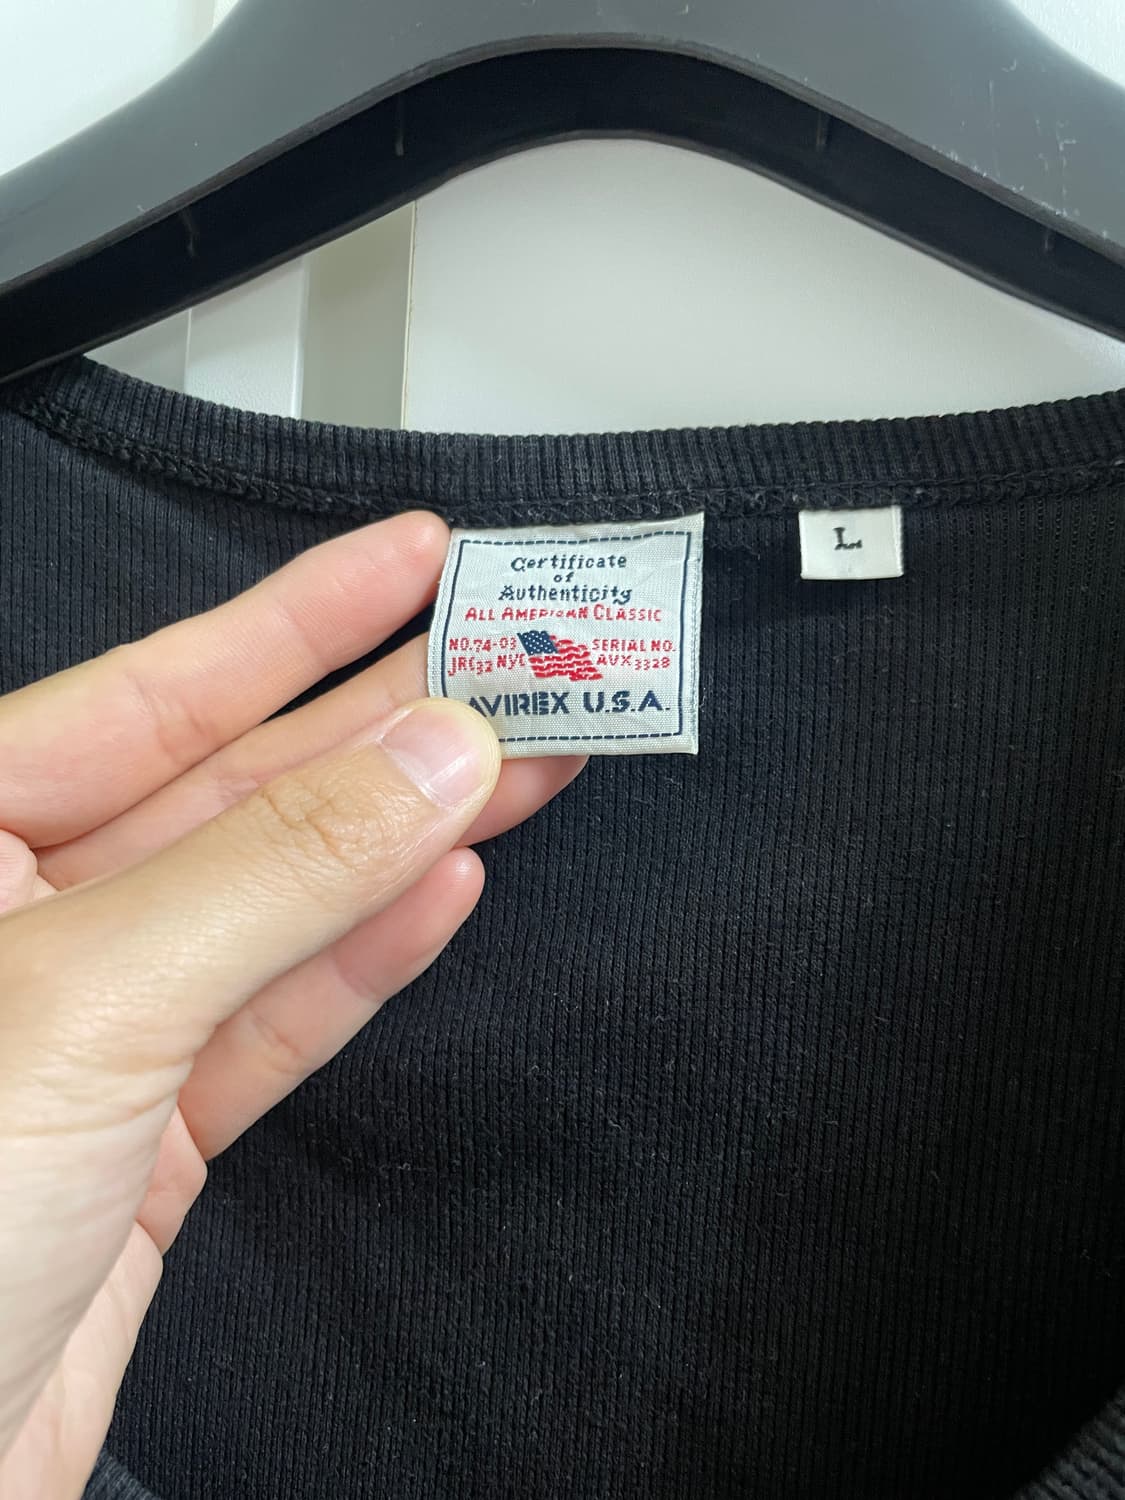 Certificate
of
Authenticity
ALL AMERICAN CLASSIC
NO.74-03 SERIAL NO.
JRC32 NYC AVX3328
AVIREX U.S.A.
L